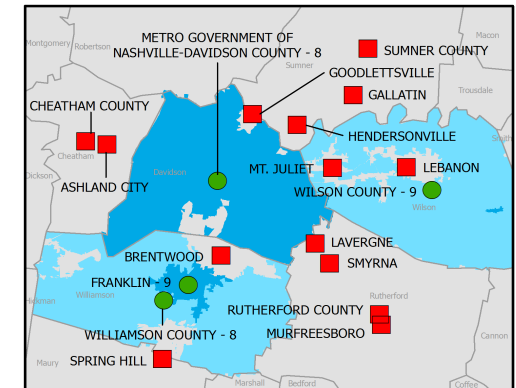 METRO GOVERNMENT OF
NASHVILLE-DAVIDSON COUNTY - 8
Macon
Montgomery
Robertson
SUMNER COUNTY
Sumner
GOODLETTSVILLE
Trousdale
GALLATIN
CHEATHAM COUNTY
HENDERSONVILLE
Smith
Cheatham
MT. JULIET
LEBANON
Dickson
Davidson
ASHLAND CITY
WILSON COUNTY - 9
Wilson
LAVERGNE
BRENTWOOD
SMYRNA
FRANKLIN - 9
Hickman
Williamson
Rutherford
RUTHERFORD COUNTY
WILLIAMSON COUNTY - 8
MURFREESBORO
Cannon
Maury
SPRING HILL
Marshall
Bedford
Coffee